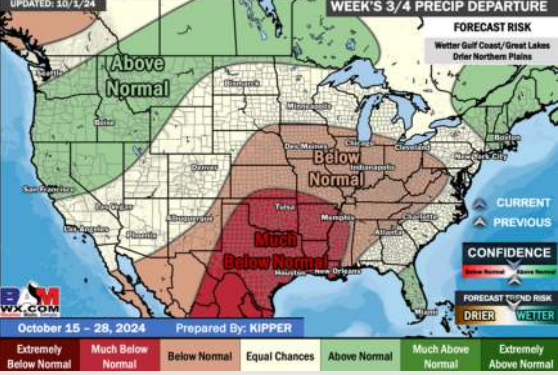 UPDATED: 10/1/24
WEEK'S 3/4 PRECIP DEPARTURE
FORECAST RISK
Wetter Gulf Coast/Great Lakes
Drier Northern Plains
Seattle
Above
Normal
Bismarck
Minneapolis
Boise
Boston
Des Moines
Chicago
Cleveland
New York City
Below
Normal
Indianapolis
Denver
San Francisco
Las Vegas
Los Angeles
Phoenix
Albuquerque
Tulsa
Memphis
Charlotte
Atlanta
Much
Below Normal
Houston
New Orleans
Miami
CURRENT
PREVIOUS
CONFIDENCE
Below Normal
Above Normal
FORECAST TREND RISK
DRIER
WETTER
BAM
WX.COM
October 15 – 28, 2024
Prepared By: KIPPER
Extremely
Below Normal
Much Below
Normal
Below Normal
Equal Chances
Above Normal
Much Above
Normal
Extremely
Above Normal